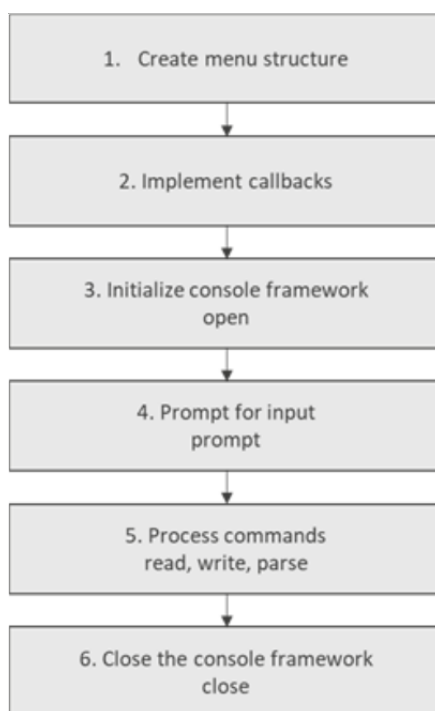 1. Create menu structure
2. Implement callbacks
3. Initialize console framework
open
4. Prompt for input
prompt
5. Process commands
read, write, parse
6. Close the console framework
close